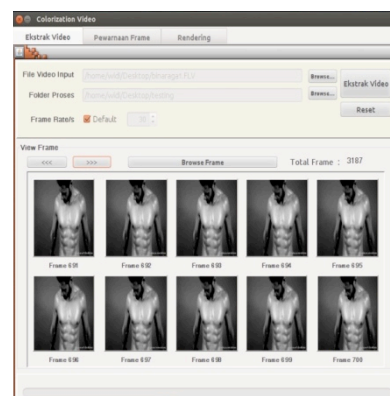 Colorization Video
Ekstrak Video Pewarnaan Frame Rendering
File Video Input Browse...
Folder Proses Browse...
Ekstrak Video
Reset
Frame Rate/s Default
View Frame
<<< >>> Browse Frame Total Frame : 3187
Frame 691 Frame 692 Frame 693 Frame 694 Frame 695
Frame 696 Frame 697 Frame 698 Frame 699 Frame 700